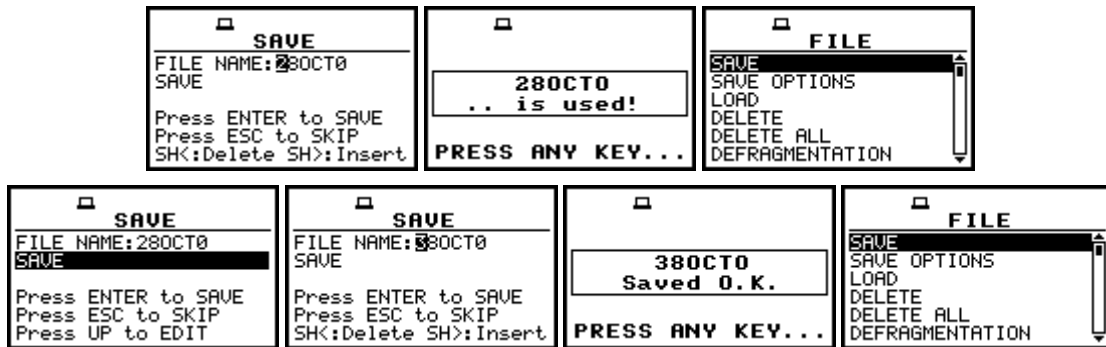 SAVE
FILE NAME:28OCT0
SAVE
Press ENTER to SAVE
Press ESC to SKIP
SH<:Delete SH>:Insert
28OCT0
.. is used!
PRESS ANY KEY...
FILE
SAVE
SAVE OPTIONS
LOAD
DELETE
DELETE ALL
DEFRAGMENTATION
SAVE
FILE NAME:28OCT0
SAVE
Press ENTER to SAVE
Press ESC to SKIP
Press UP to EDIT
SAVE
FILE NAME:38OCT0
SAVE
Press ENTER to SAVE
Press ESC to SKIP
SH<:Delete SH>:Insert
38OCT0
Saved O.K.
PRESS ANY KEY...
FILE
SAVE
SAVE OPTIONS
LOAD
DELETE
DELETE ALL
DEFRAGMENTATION